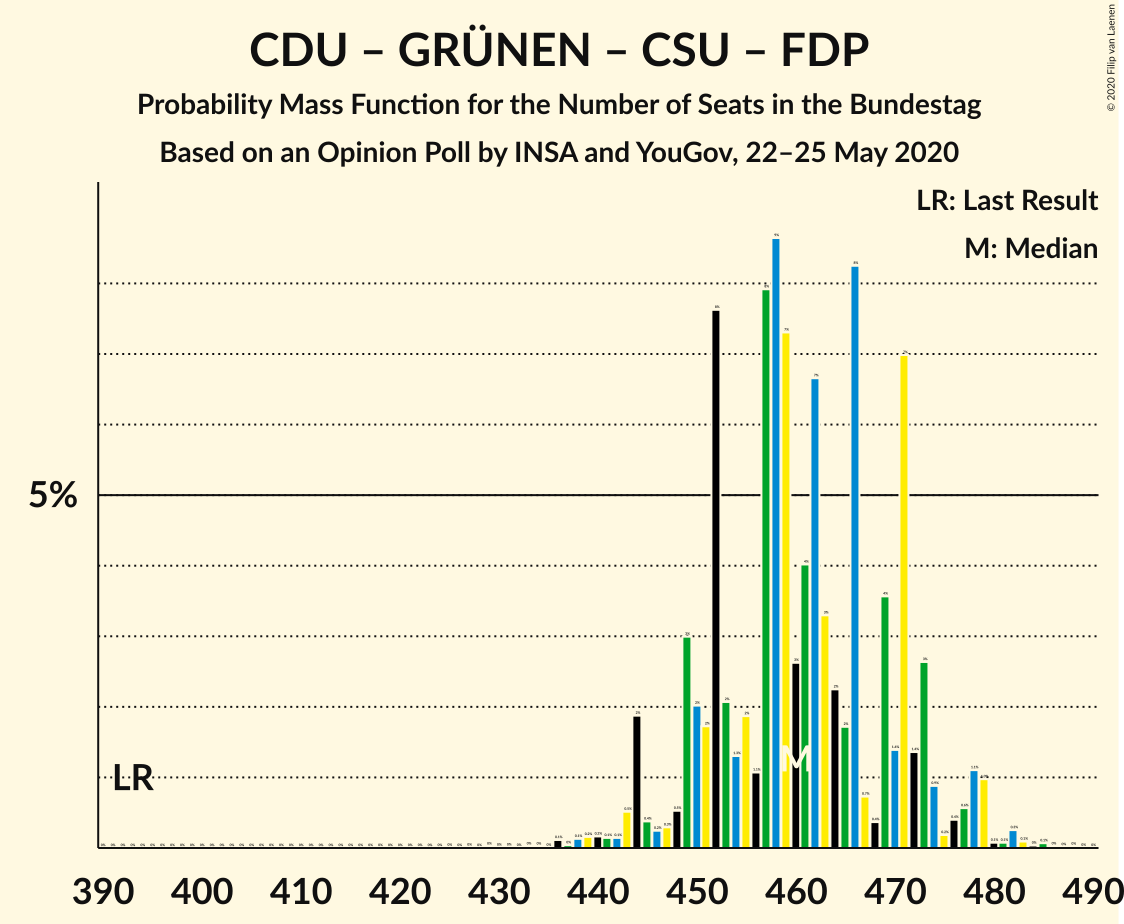 CDU – GRÜNEN – CSU – FDP
Probability Mass Function for the Number of Seats in the Bundestag
Based on an Opinion Poll by INSA and YouGov, 22–25 May 2020
© 2020 Filip van Laenen
LR: Last Result
M: Median
5%
LR
M
390 400 410 420 430 440 450 460 470 480 490